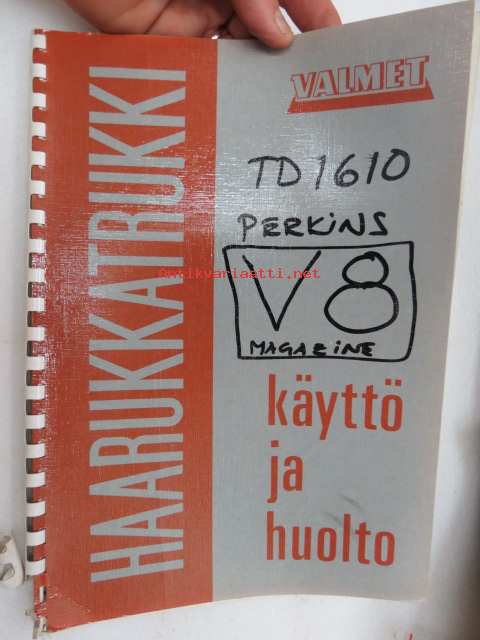 HAARUKKATRUKKI
VALMET
TD1610
PERKINS
Antikvariaatti.net
V8
MAGAZINE
käyttö
ja
huolto